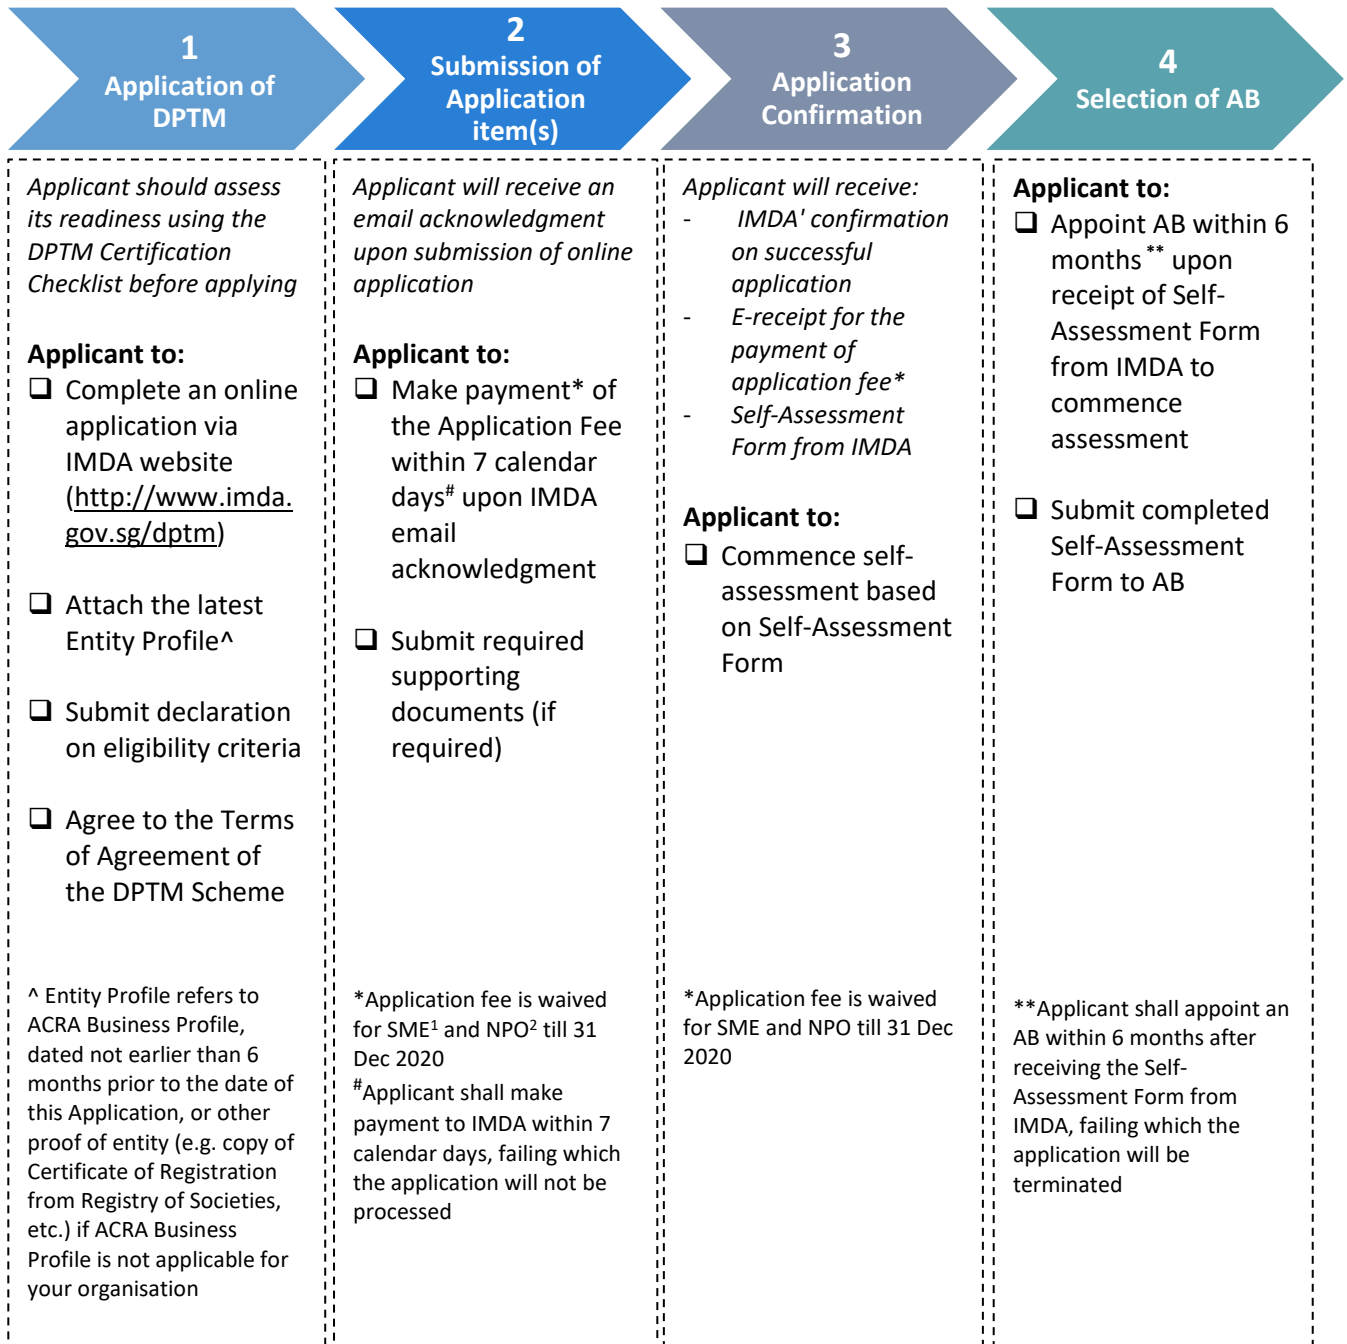 1
Application of
DPTM
2
Submission of
Application
item(s)
3
Application
Confirmation
4
Selection of AB
Applicant should assess
its readiness using the
DPTM Certification
Checklist before applying
Applicant to:
❑ Complete an online
application via
IMDA website
(http://www.imda.
gov.sg/dptm)
❑ Attach the latest
Entity Profile^
❑ Submit declaration
on eligibility criteria
❑ Agree to the Terms
of Agreement of
the DPTM Scheme
^ Entity Profile refers to
ACRA Business Profile,
dated not earlier than 6
months prior to the date of
this Application, or other
proof of entity (e.g. copy of
Certificate of Registration
from Registry of Societies,
etc.) if ACRA Business
Profile is not applicable for
your organisation
Applicant will receive an
email acknowledgment
upon submission of online
application
Applicant to:
❑ Make payment* of
the Application Fee
within 7 calendar
days# upon IMDA
email
acknowledgment
❑ Submit required
supporting
documents (if
required)
*Application fee is waived
for SME¹ and NPO² till 31
Dec 2020
#Applicant shall make
payment to IMDA within 7
calendar days, failing which
the application will not be
processed
Applicant will receive:
- IMDA' confirmation
on successful
application
- E-receipt for the
payment of
application fee*
- Self-Assessment
Form from IMDA
Applicant to:
❑ Commence self-
assessment based
on Self-Assessment
Form
*Application fee is waived
for SME and NPO till 31 Dec
2020
Applicant to:
❑ Appoint AB within 6
months ** upon
receipt of Self-
Assessment Form
from IMDA to
commence
assessment
❑ Submit completed
Self-Assessment
Form to AB
**Applicant shall appoint an
AB within 6 months after
receiving the Self-
Assessment Form from
IMDA, failing which the
application will be
terminated